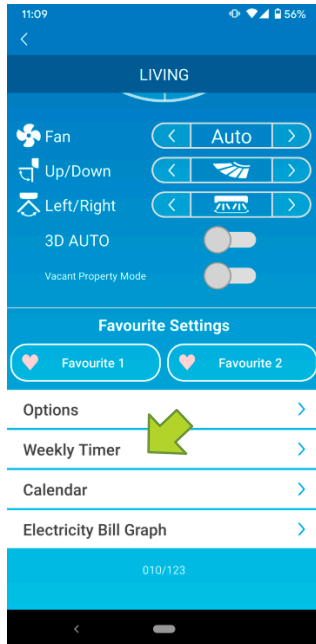 11:09
56%
LIVING
Fan
Auto
Up/Down
Left/Right
3D AUTO
Vacant Property Mode
Favourite Settings
Favourite 1
Favourite 2
Options
Weekly Timer
Calendar
Electricity Bill Graph
010/123